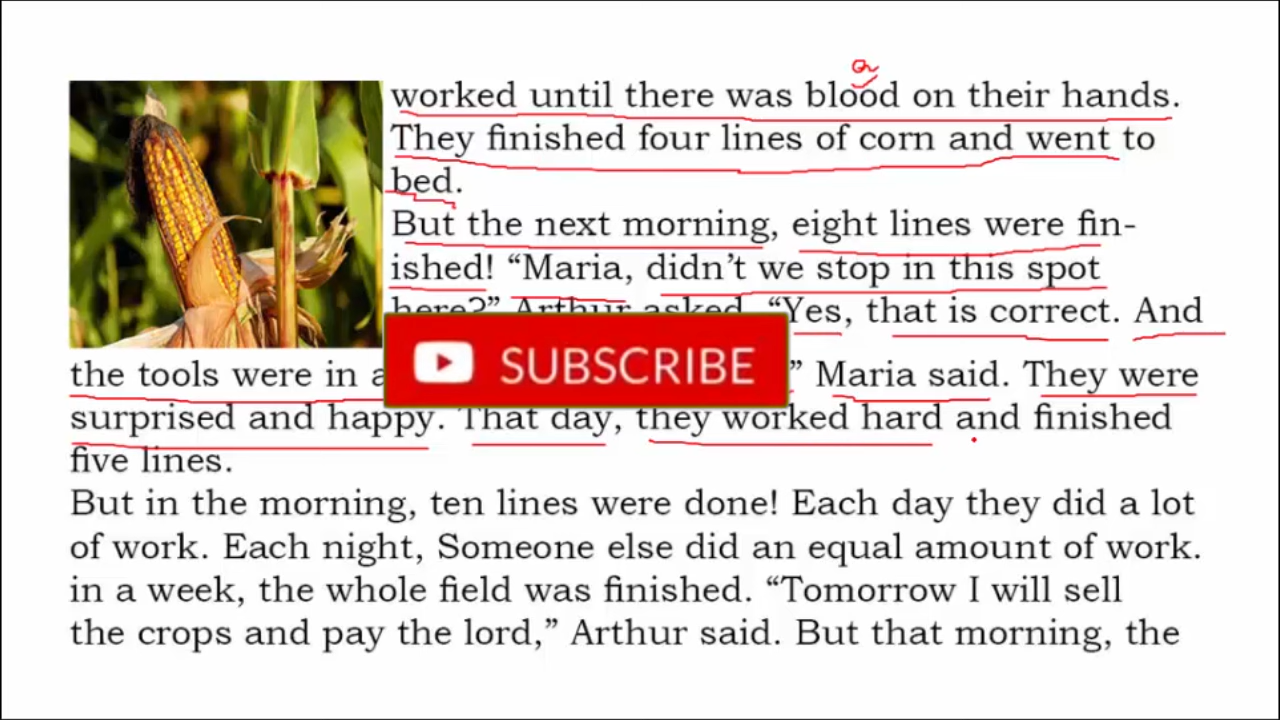 worked until there was blood on their hands.
They finished four lines of corn and went to
bed.
But the next morning, eight lines were fin-
ished! “Maria, didn’t we stop in this spot
here?” Arthur asked. “Yes, that is correct. And
the tools were in a ” Maria said. They were
SUBSCRIBE
surprised and happy. That day, they worked hard and finished
five lines.
But in the morning, ten lines were done! Each day they did a lot
of work. Each night, Someone else did an equal amount of work.
in a week, the whole field was finished. “Tomorrow I will sell
the crops and pay the lord,” Arthur said. But that morning, the